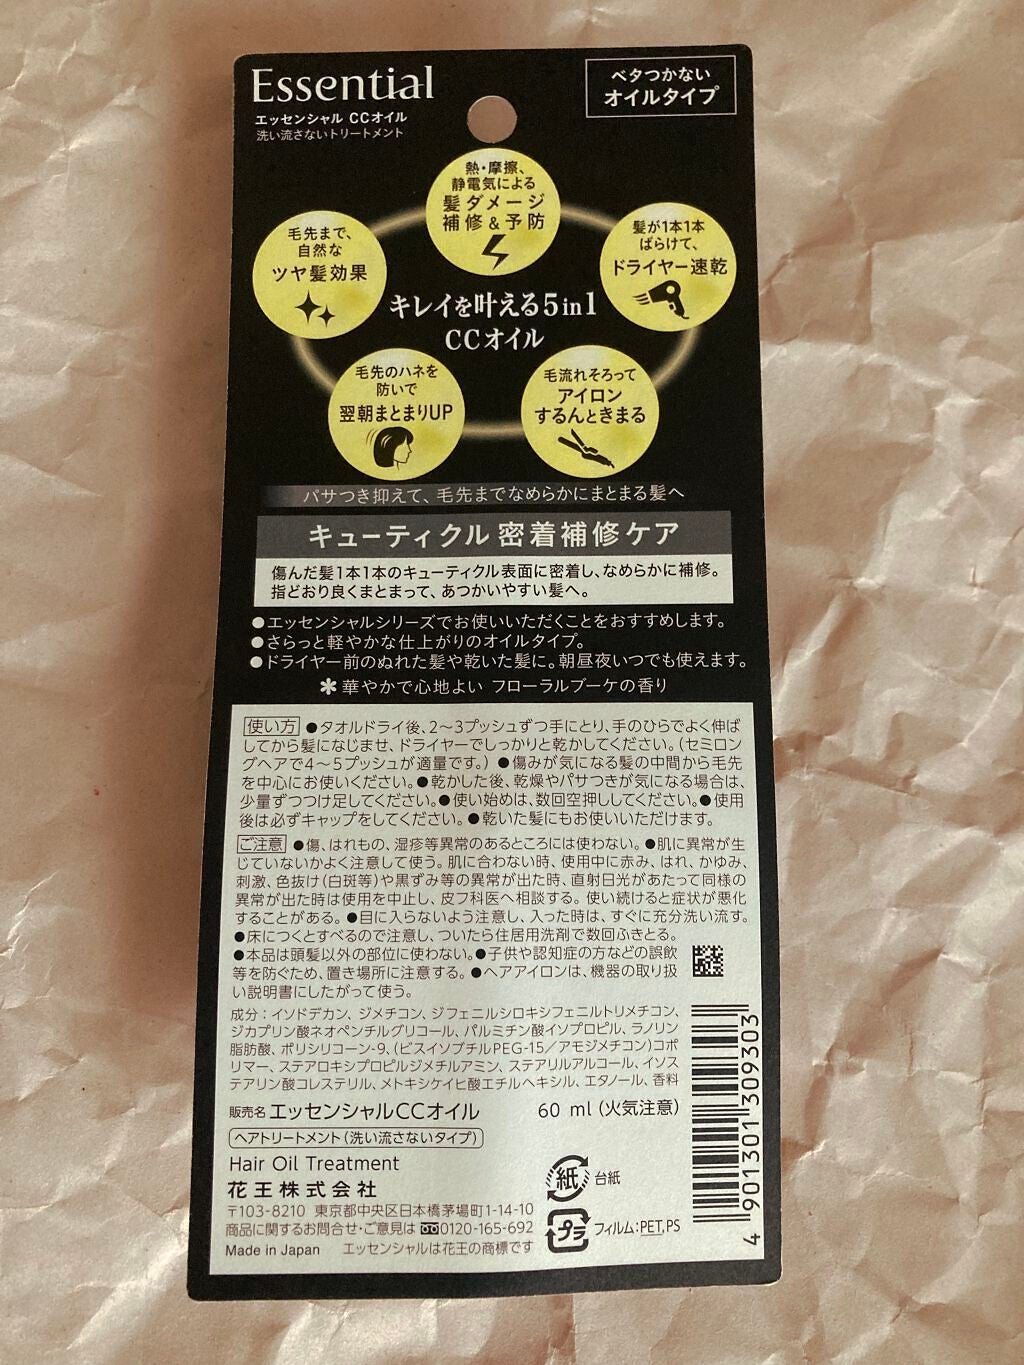 Essential
エッセンシャル CCオイル
洗い流さないトリートメント
ベタつかない
オイルタイプ
熱・摩擦、
静電気による
髪ダメージ
補修&予防
毛先まで、
自然な
ツヤ髪効果
髪が1本1本
ばらけて、
ドライヤー速乾
キレイを叶える5in1
CCオイル
毛先のハネを
防いで
翌朝まとまりUP
毛流れそろって
アイロン
するんときまる
パサつき抑えて、毛先までなめらかにまとまる髪へ
キューティクル 密着補修ケア
傷んだ髪1本1本のキューティクル表面に密着し、なめらかに補修。
指どおり良くまとまって、あつかいやすい髪へ。
●エッセンシャルシリーズでお使いいただくことをおすすめします。
●さらっと軽やかな仕上がりのオイルタイプ。
●ドライヤー前のぬれた髪や乾いた髪に。朝昼夜いつでも使えます。
✻華やかで心地よい フローラルブーケの香り
使い方 ●タオルドライ後、2〜3プッシュずつ手にとり、手のひらでよく伸ば
してから髪になじませ、ドライヤーでしっかりと乾かしてください。(セミロン
グヘアで4〜5プッシュが適量です。) ●傷みが気になる髪の中間から毛先
を中心にお使いください。●乾かした後、乾燥やパサつきが気になる場合は、
少量ずつつけ足してください。●使い始めは、数回空押ししてください。●使用
後は必ずキャップをしてください。●乾いた髪にもお使いいただけます。
ご注意 ●傷、はれもの、湿疹等異常のあるところには使わない。●肌に異常が生
じていないかよく注意して使う。肌に合わない時、使用中に赤み、はれ、かゆみ、
刺激、色抜け(白斑等)や黒ずみ等の異常が出た時、直射日光があたって同様の
異常が出た時は使用を中止し、皮フ科医へ相談する。使い続けると症状が悪化
することがある。●目に入らないよう注意し、入った時は、すぐに充分洗い流す。
●床につくとすべるので注意し、ついたら住居用洗剤で数回ふきとる。
●本品は頭髪以外の部位に使わない。●子供や認知症の方などの誤飲
等を防ぐため、置き場所に注意する。●ヘアアイロンは、機器の取り扱
い説明書にしたがって使う。
成分：イソドデカン、ジメチコン、ジフェニルシロキシフェニルトリメチコン、
ジカプリン酸ネオペンチルグリコール、パルミチン酸イソプロピル、ラノリン
脂肪酸、ポリシリコーン-9、(ビスイソブチルPEG-15／アモジメチコン)コポ
リマー、ステアロキシプロピルジメチルアミン、ステアリルアルコール、イソス
テアリン酸コレステリル、メトキシケイヒ酸エチルヘキシル、エタノール、香料
販売名 エッセンシャルCCオイル 60 ml (火気注意)
ヘアトリートメント(洗い流さないタイプ)
Hair Oil Treatment
花王株式会社
〒103-8210 東京都中央区日本橋茅場町1-14-10
商品に関するお問合せ・ご意見は 0120-165-692
Made in Japan エッセンシャルは花王の商標です
紙 台紙
プラ フィルム:PET,PS
4 901301 309303